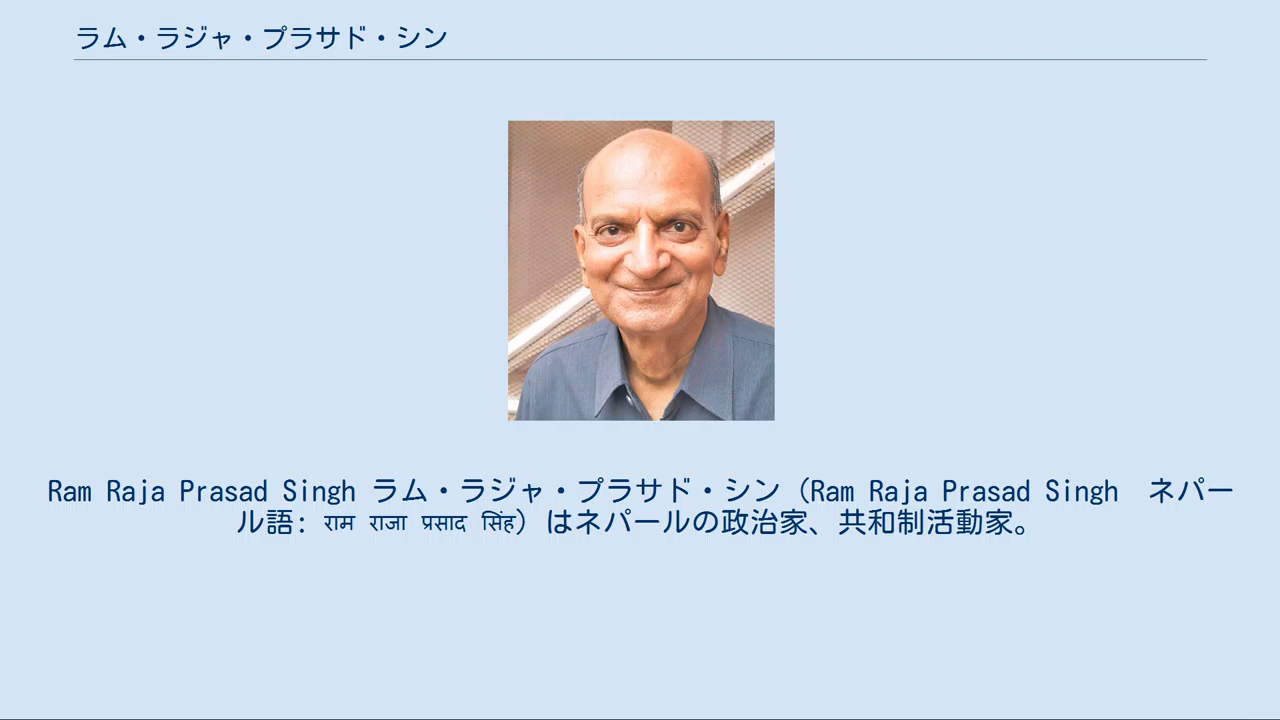 ラム・ラジャ・プラサド・シン
Ram Raja Prasad Singh ラム・ラジャ・プラサド・シン（Ram Raja Prasad Singh　ネパー
ル語: राम राजा प्रसाद सिंह）はネパールの政治家、共和制活動家。